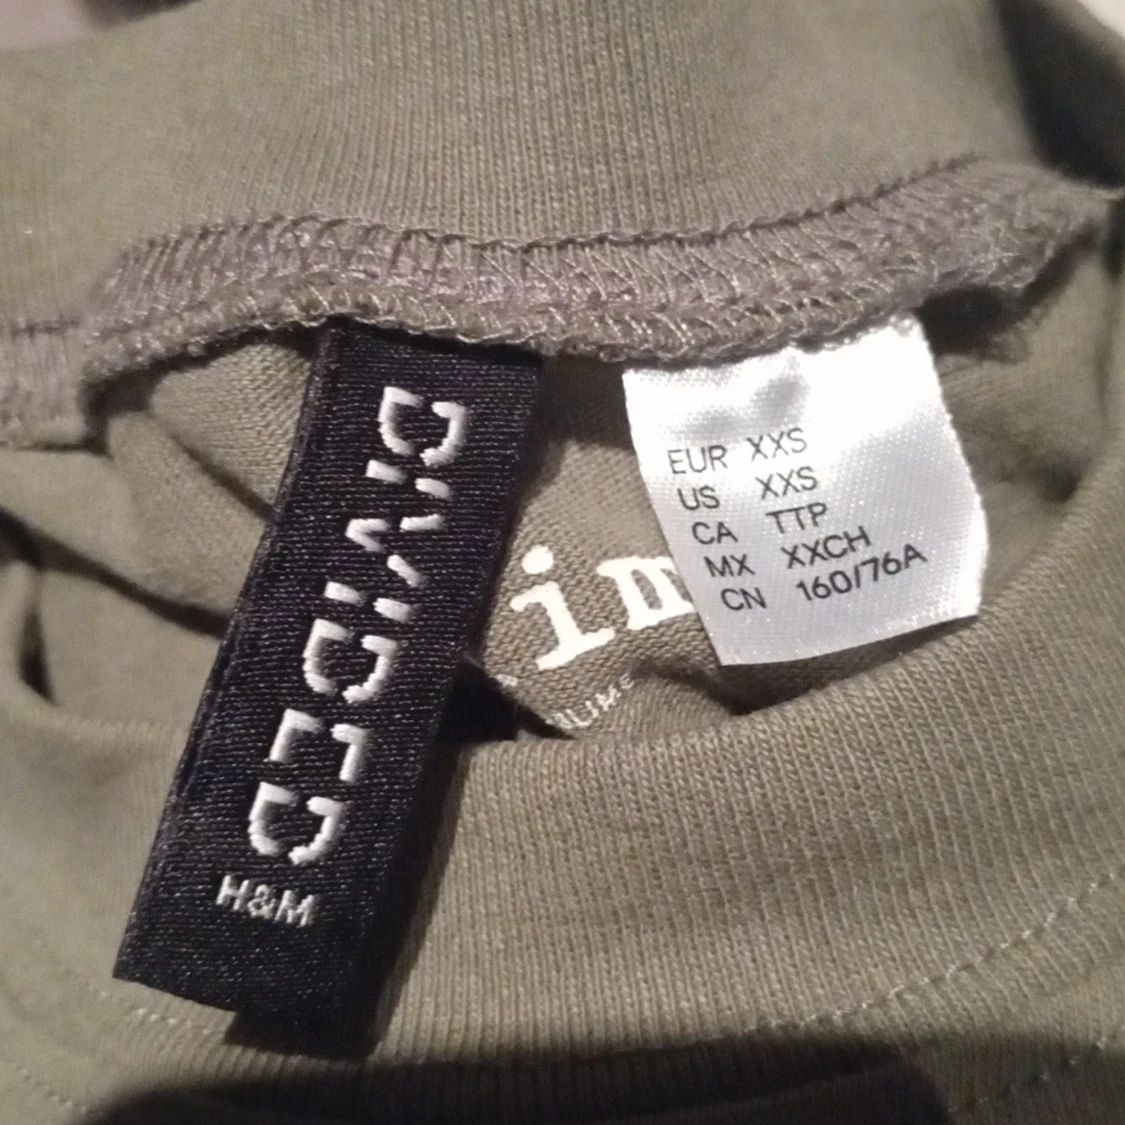 DIVIDED
H&M
EUR XXS
US XXS
CA TTP
MX XXCH
CN 160/76A
im